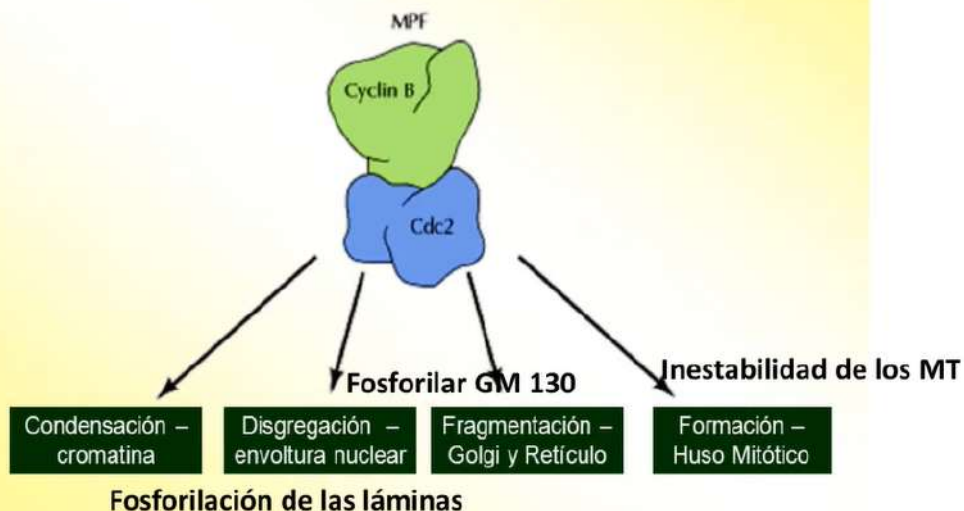 MPF
Cyclin B
Cdc2
Fosforilar GM 130
Inestabilidad de los MT
Condensación –
cromatina
Disgregación –
envoltura nuclear
Fragmentación –
Golgi y Retículo
Formación –
Huso Mitótico
Fosforilación de las láminas